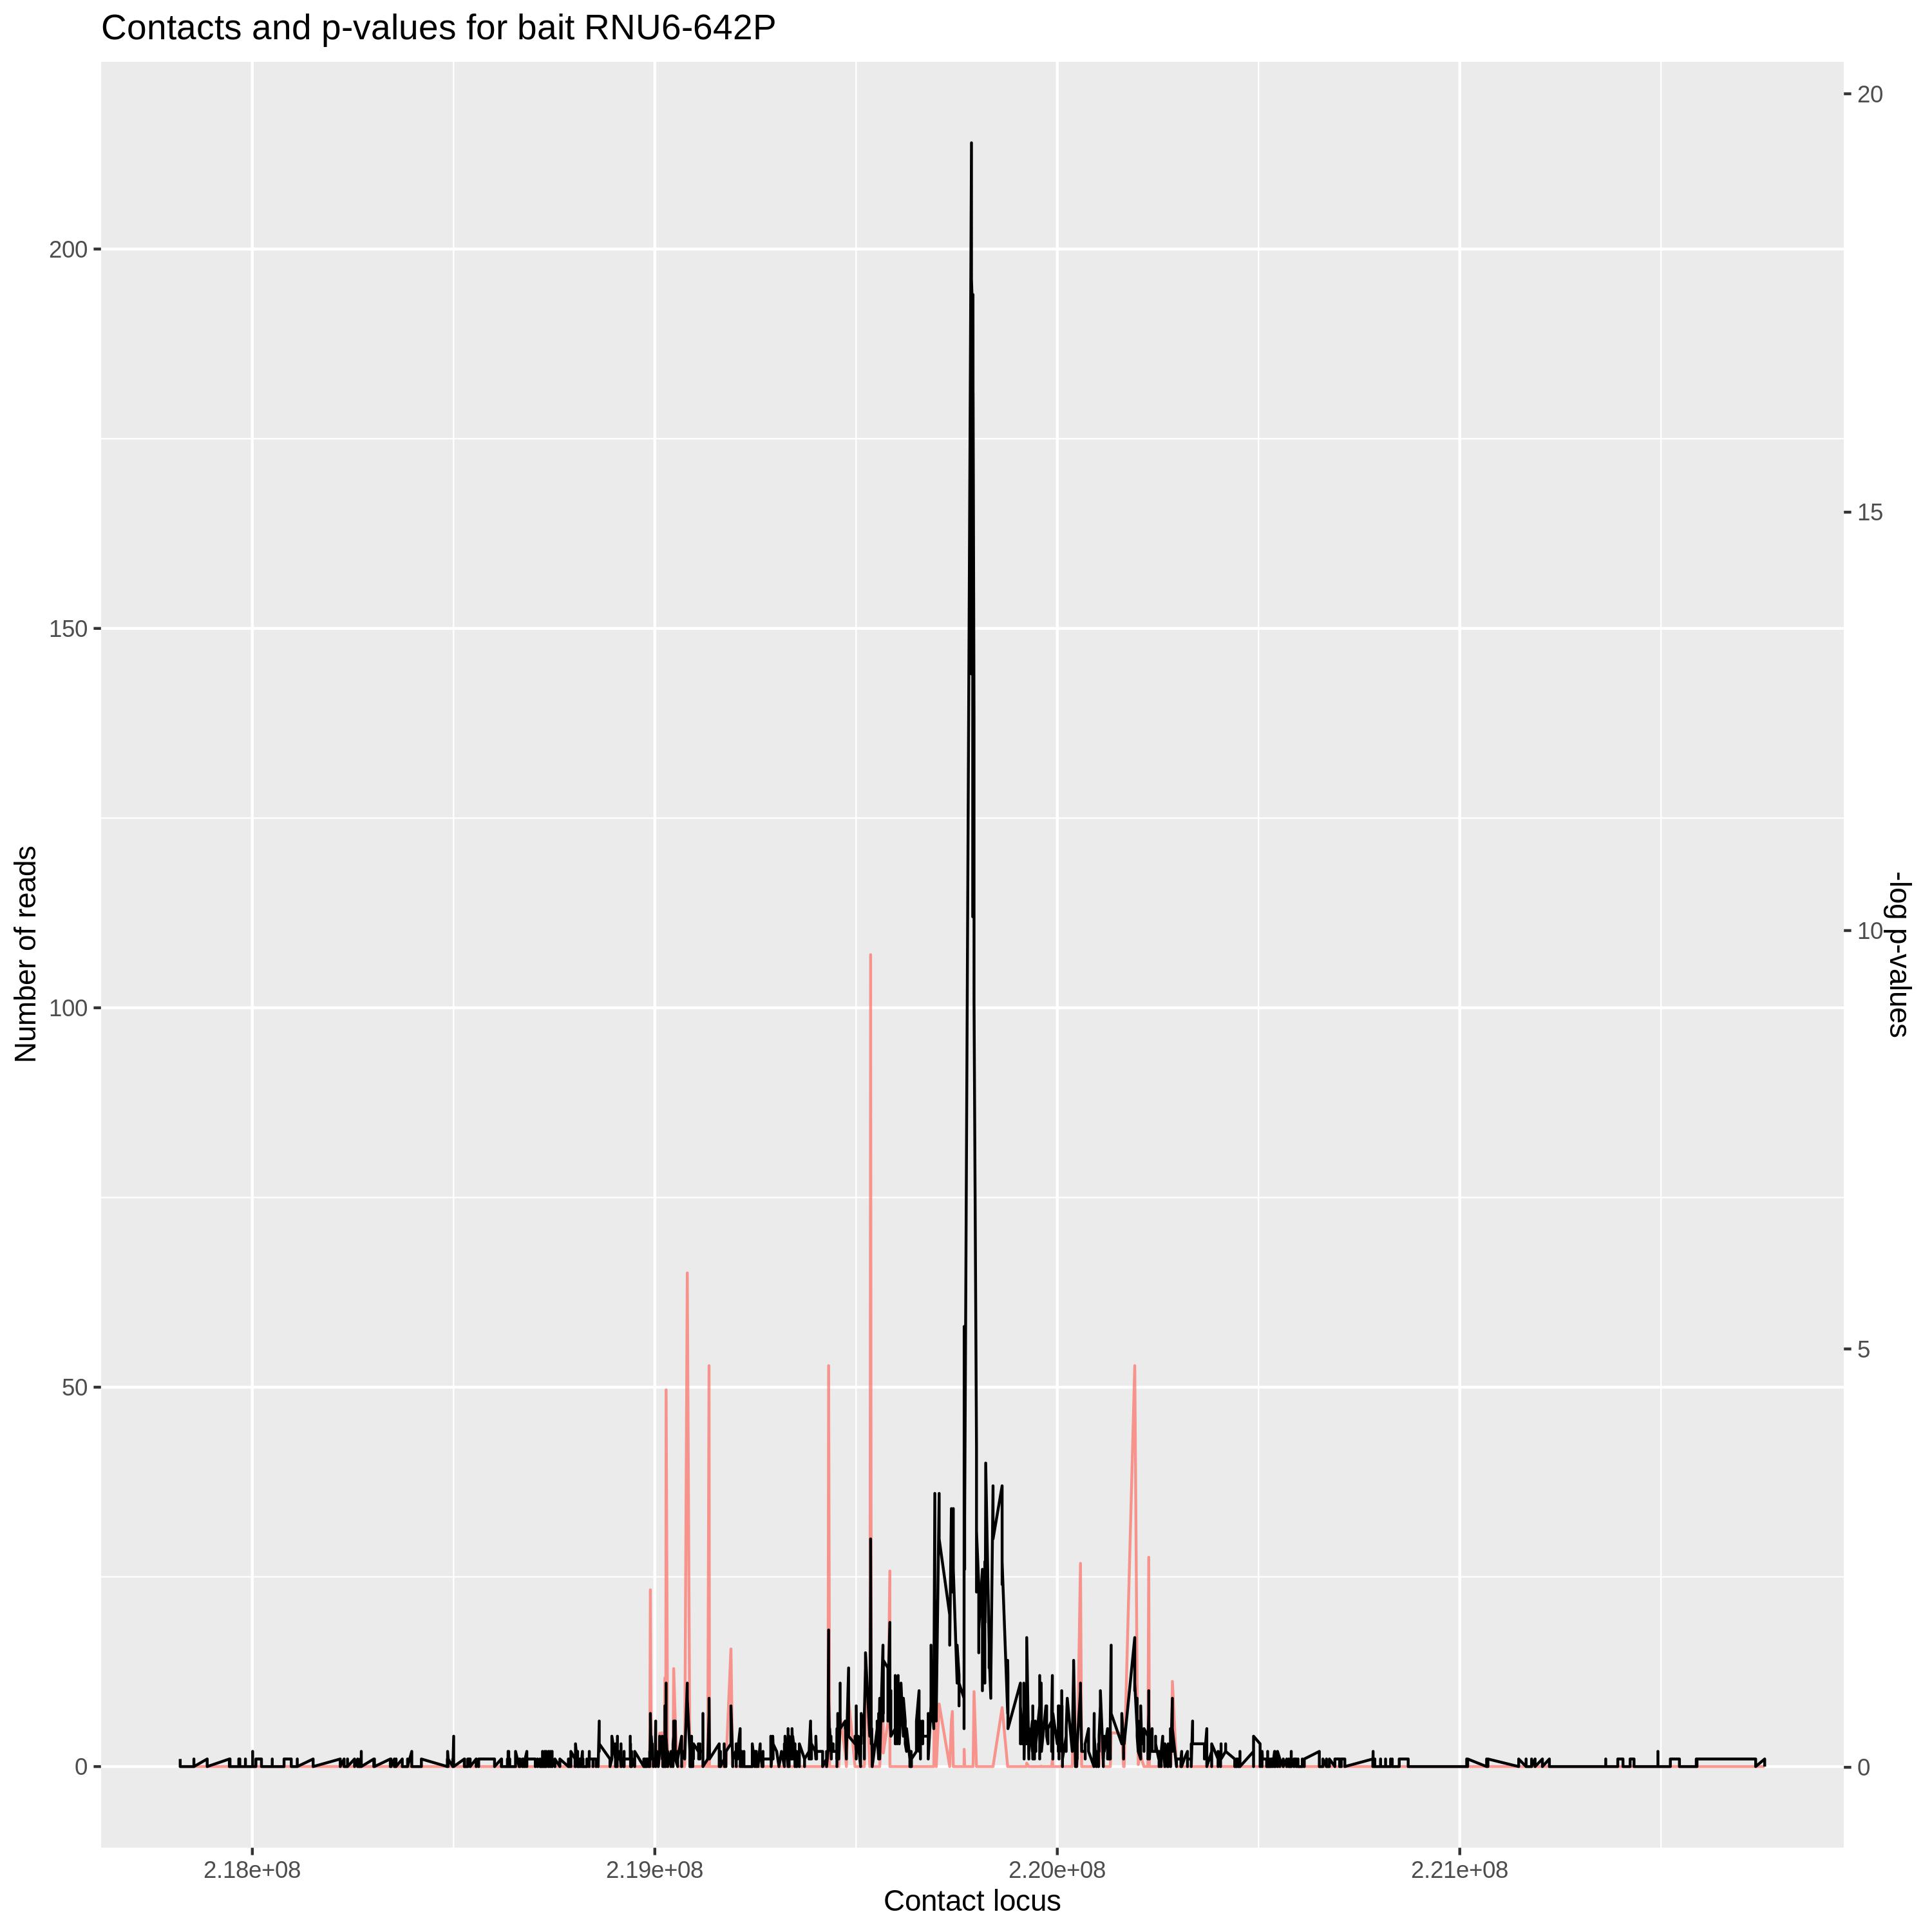 Contacts and p-values for bait RNU6-642P
200
150
100
50
0
20
15
10
5
0
Number of reads
-log p-values
2.18e+08
2.19e+08
2.20e+08
2.21e+08
Contact locus